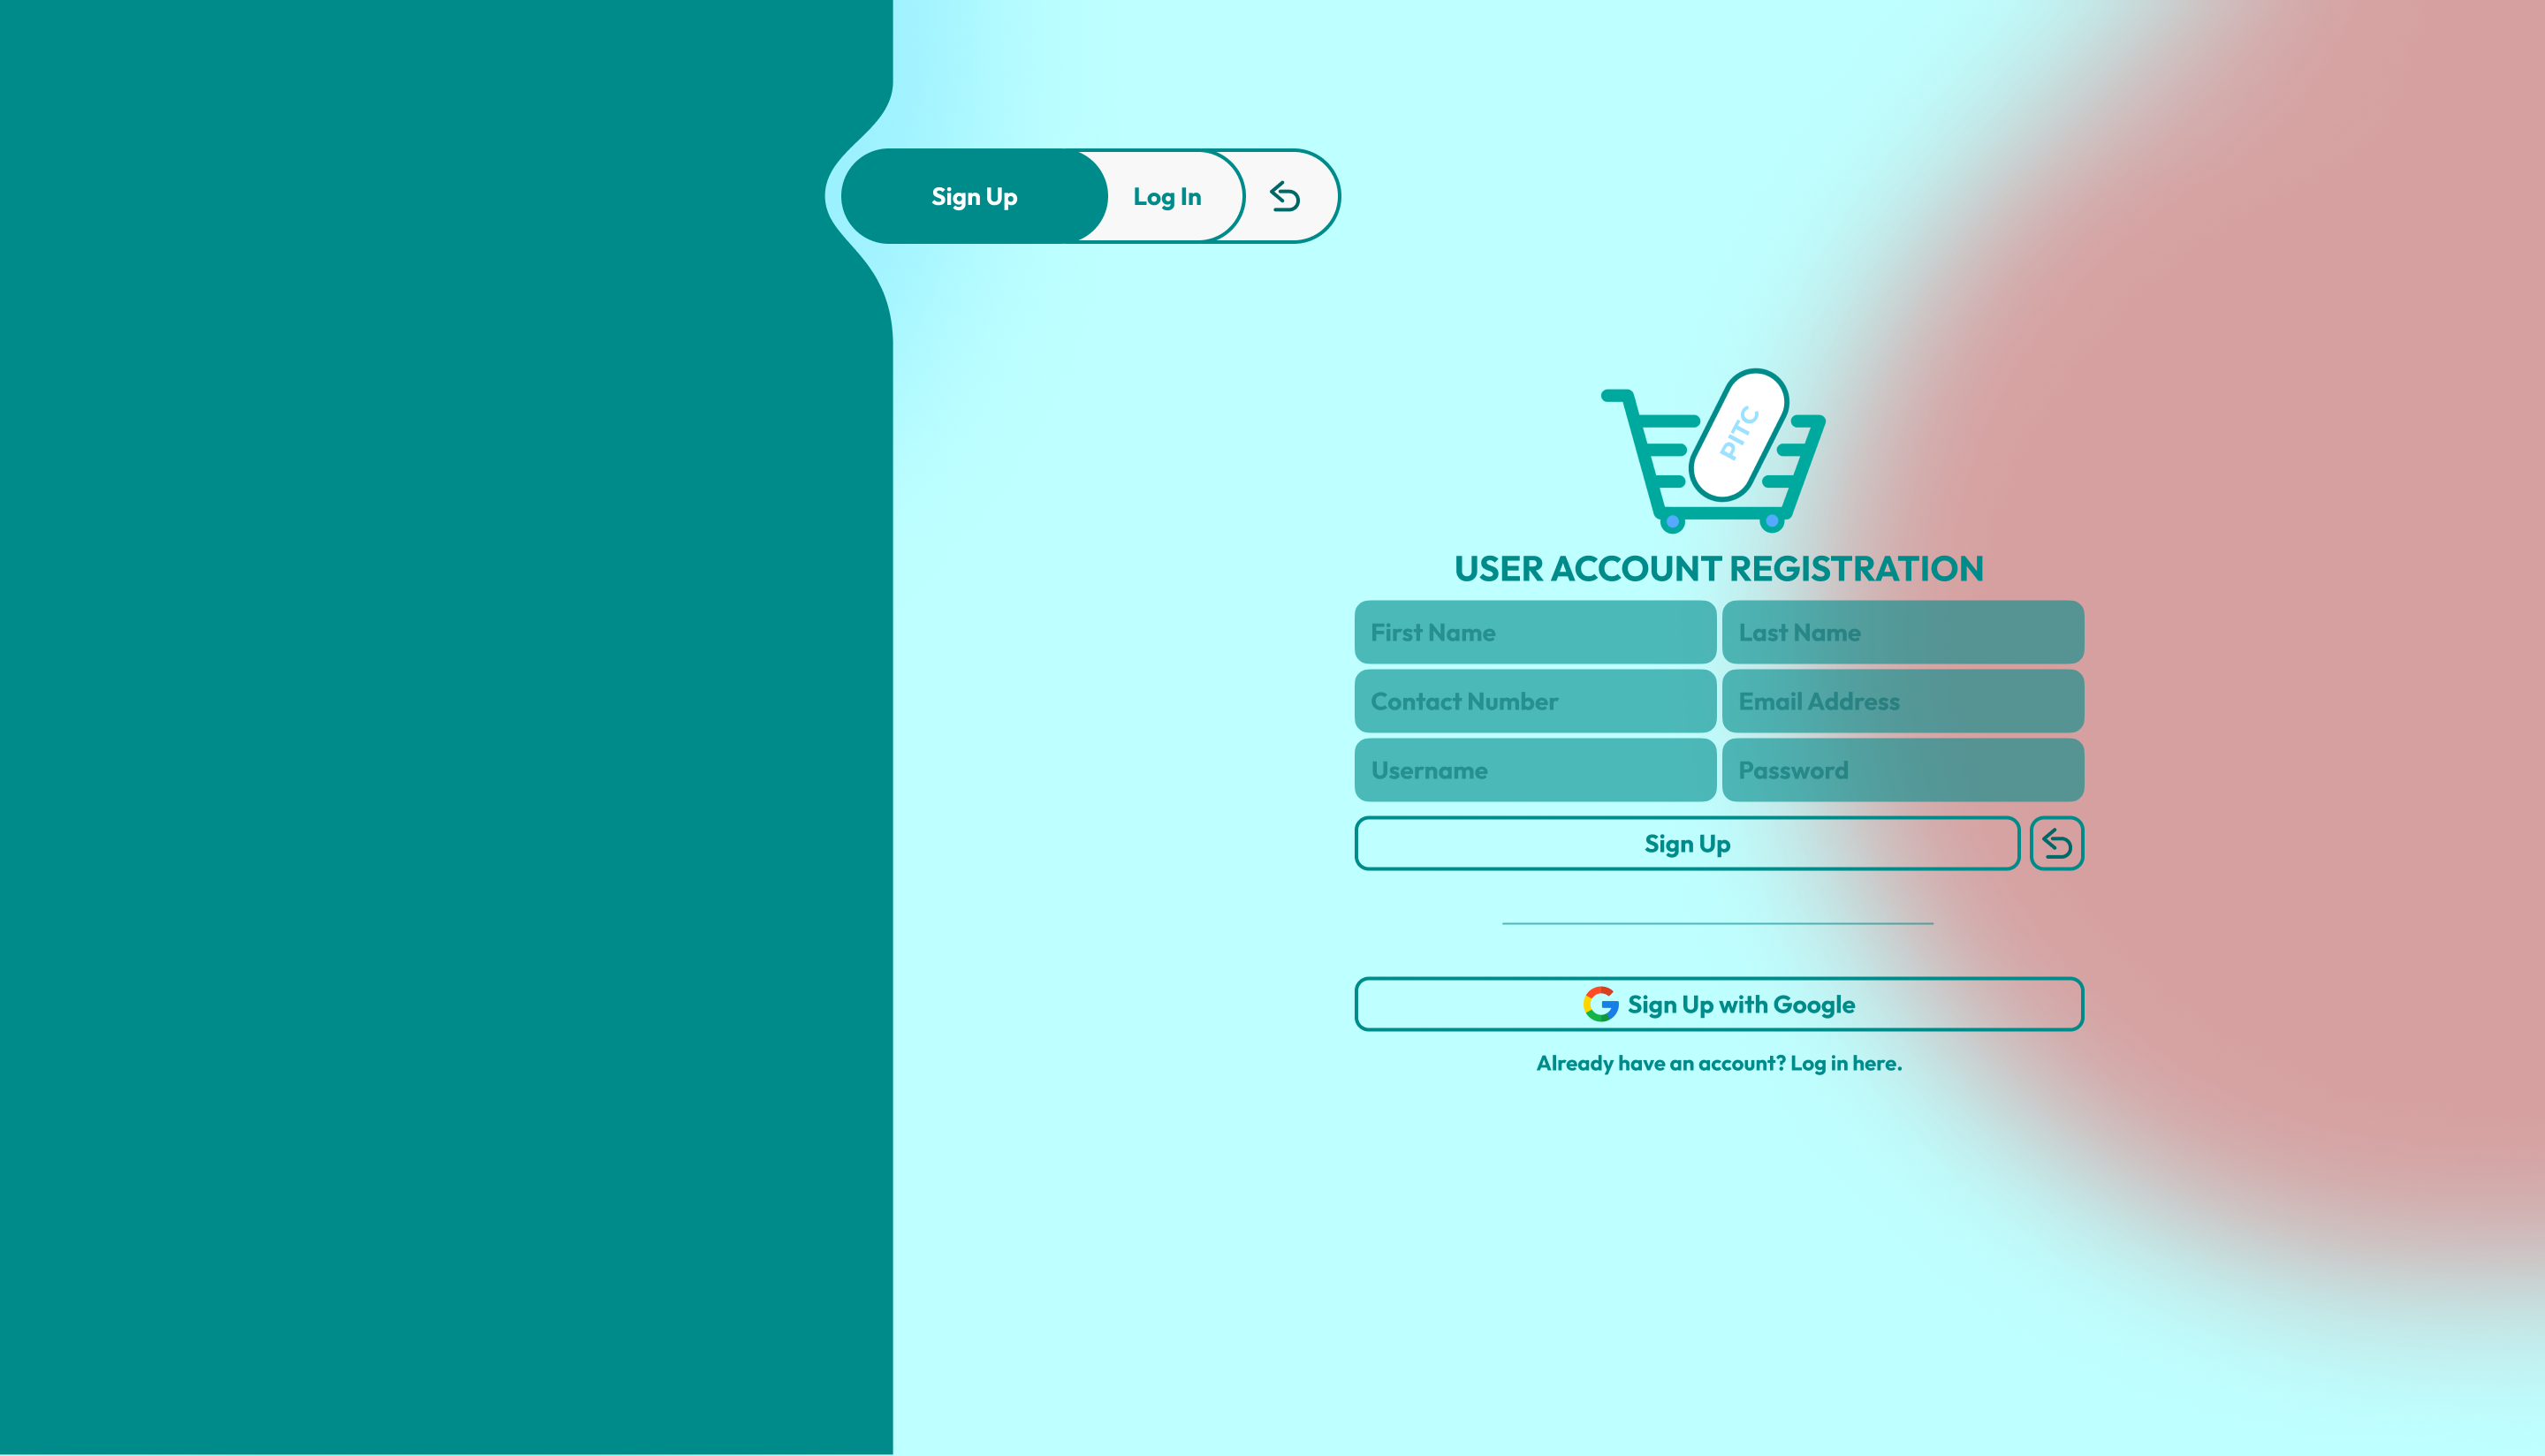 Sign Up
Log In
PITC
USER ACCOUNT REGISTRATION
First Name
Last Name
Contact Number
Email Address
Username
Password
Sign Up
Sign Up with Google
Already have an account? Log in here.